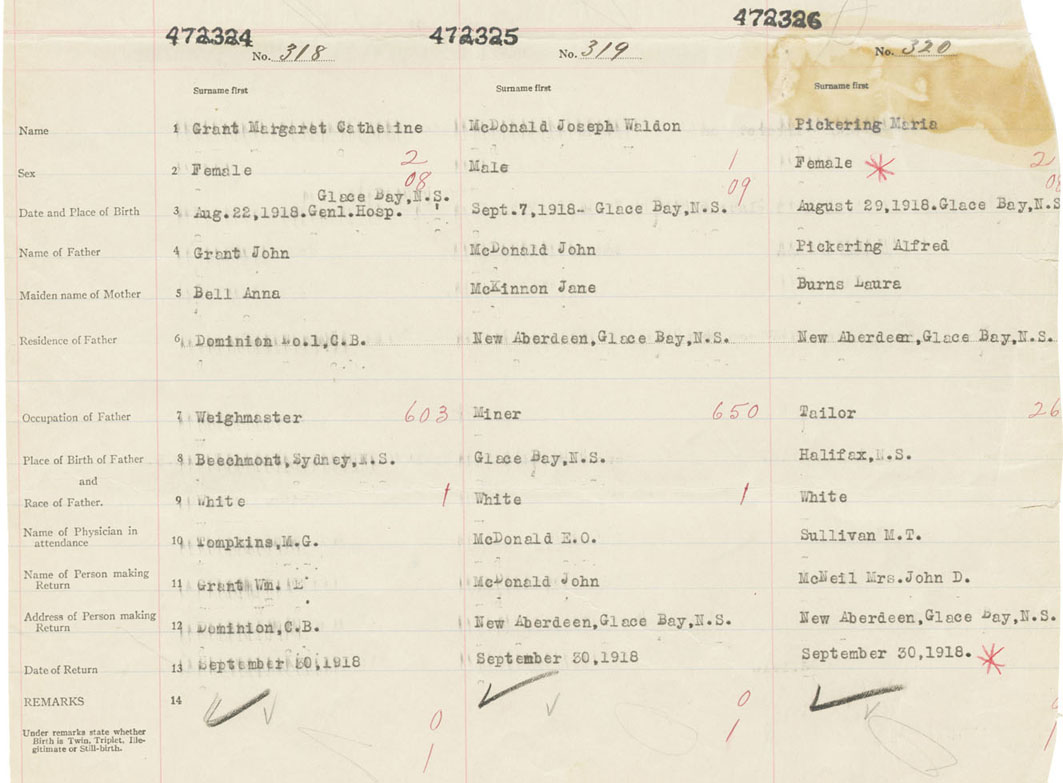 472324 472325 472326
No. 318 No. 319 No. 320
Surname first Surname first Surname first
Name 1 Grant Margaret Catheline McDonald Joseph Waldon Pickering Maria
Sex 2 Female 2 Male 1 Female * 2
08 09
Glace Bay,N.S.
Date and Place of Birth 3 Aug.22,1918.Genl.Hosp. Sept.7,1918- Glace Bay,N.S. August 29,1918.Glace Bay,N.S
Name of Father 4 Grant John McDonald John Pickering Alfred
Maiden name of Mother 5 Bell Anna McKinnon Jane Burns Laura
Residence of Father 6 Dominion No.1,C.B. New Aberdeen,Glace Bay,N.S. New Aberdeen,Glace Bay,N.S.
Occupation of Father 7 Weighmaster 603 Miner 650 Tailor 26
Place of Birth of Father 8 Beechmont,Sydney,N.S. Glace Bay,N.S. Halifax,N.S.
and
Race of Father. 9 White 1 White 1 White
Name of Physician in
attendance 10 Tompkins,M.G. McDonald E.O. Sullivan M.T.
Name of Person making
Return 11 Grant Wm. E McDonald John McNeil Mrs.John D.
Address of Person making
Return 12 Dominion,C.B. New Aberdeen,Glace Bay,N.S. New Aberdeen,Glace Bay,N.S.
Date of Return 13 September 30,1918 September 30,1918 September 30,1918. *
REMARKS 14
0 0
Under remarks state whether
Birth is Twin, Triplet, Ille-
gitimate or Still-birth.
1 1 1